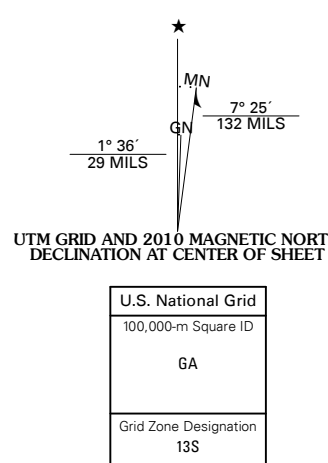 ★
MN
GN
7° 25´
132 MILS
1° 36´
29 MILS
UTM GRID AND 2010 MAGNETIC NORT
DECLINATION AT CENTER OF SHEET
U.S. National Grid
100,000-m Square ID
GA
Grid Zone Designation
13S